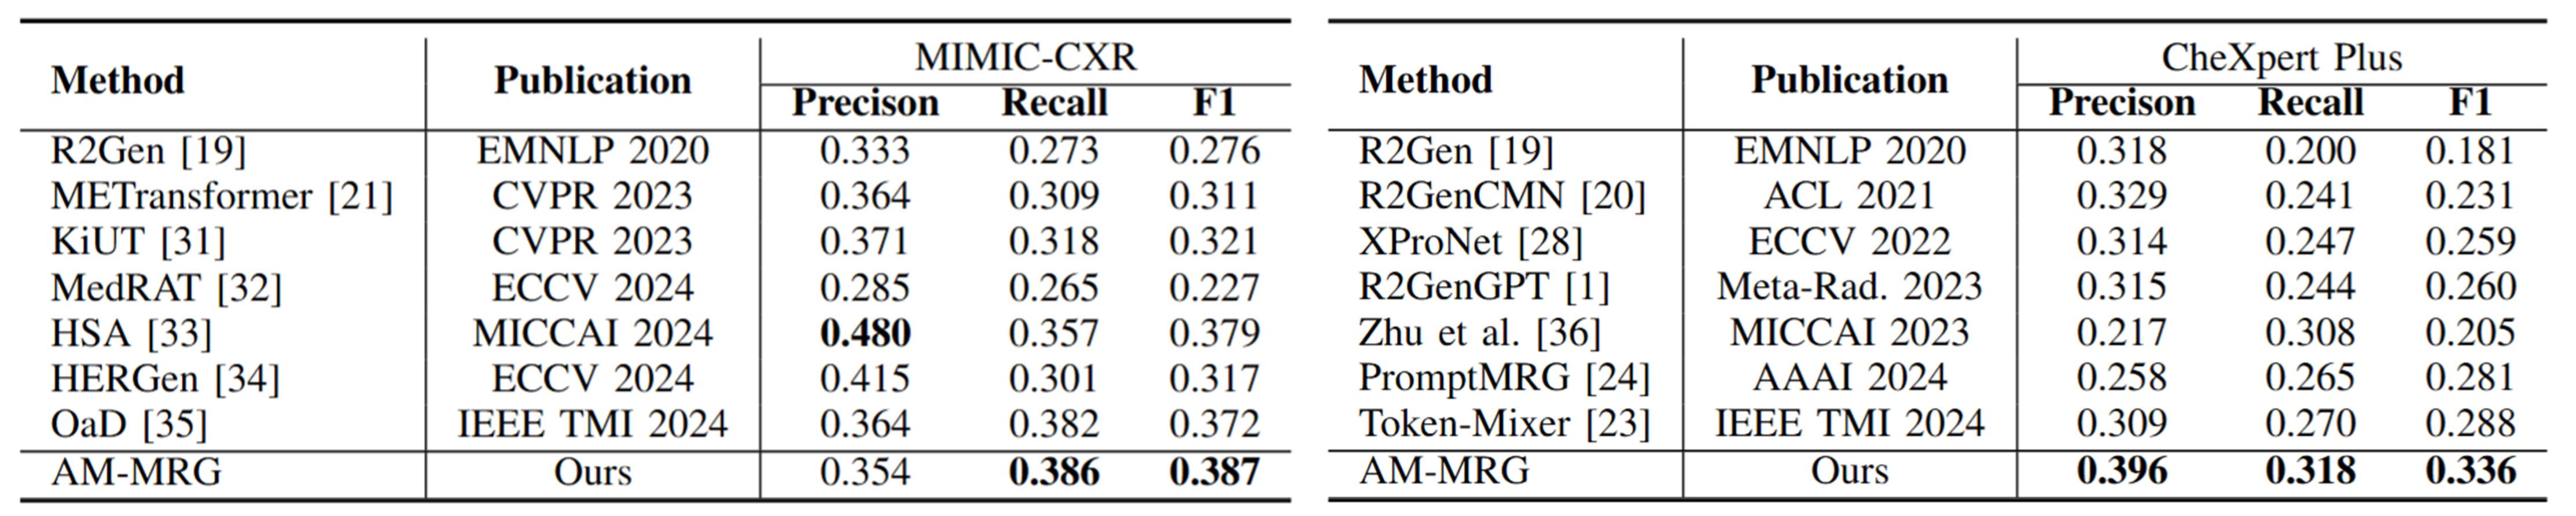 Method Publication MIMIC-CXR
Precison Recall F1
R2Gen [19] EMNLP 2020 0.333 0.273 0.276
METransformer [21] CVPR 2023 0.364 0.309 0.311
KiUT [31] CVPR 2023 0.371 0.318 0.321
MedRAT [32] ECCV 2024 0.285 0.265 0.227
HSA [33] MICCAI 2024 0.480 0.357 0.379
HERGen [34] ECCV 2024 0.415 0.301 0.317
OaD [35] IEEE TMI 2024 0.364 0.382 0.372
AM-MRG Ours 0.354 0.386 0.387
Method Publication CheXpert Plus
Precison Recall F1
R2Gen [19] EMNLP 2020 0.318 0.200 0.181
R2GenCMN [20] ACL 2021 0.329 0.241 0.231
XProNet [28] ECCV 2022 0.314 0.247 0.259
R2GenGPT [1] Meta-Rad. 2023 0.315 0.244 0.260
Zhu et al. [36] MICCAI 2023 0.217 0.308 0.205
PromptMRG [24] AAAI 2024 0.258 0.265 0.281
Token-Mixer [23] IEEE TMI 2024 0.309 0.270 0.288
AM-MRG Ours 0.396 0.318 0.336